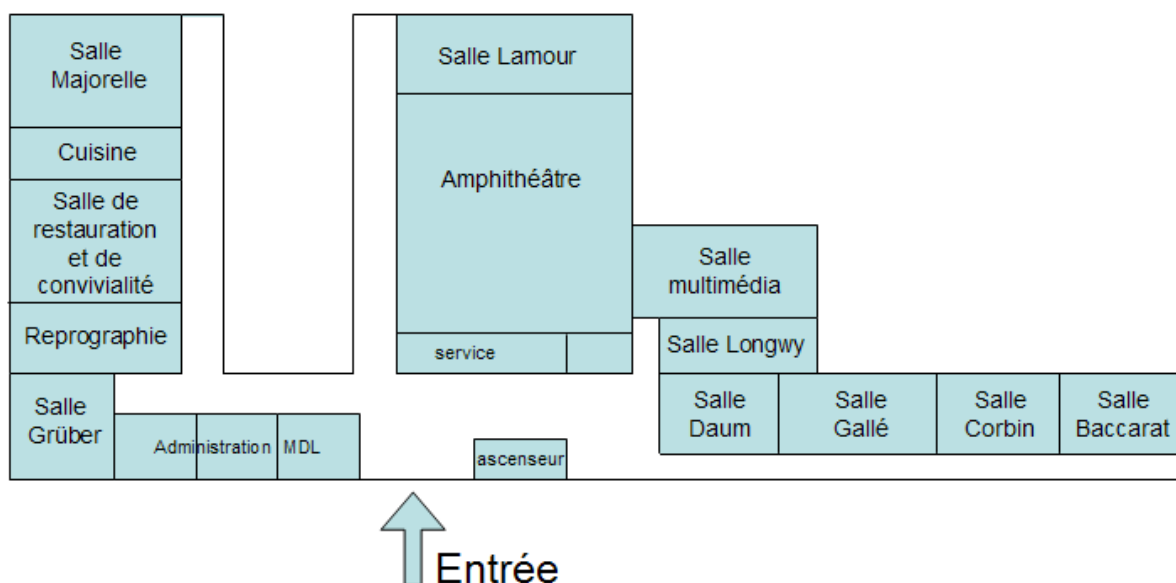 Salle
Majorelle
Cuisine
Salle de
restauration
et de
convivialité
Reprographie
Salle
Grüber
Administration
MDL
Salle Lamour
Amphithéâtre
service
Salle
multimédia
Salle Longwy
Salle
Daum
Salle
Gallé
Salle
Corbin
Salle
Baccarat
ascenseur
Entrée